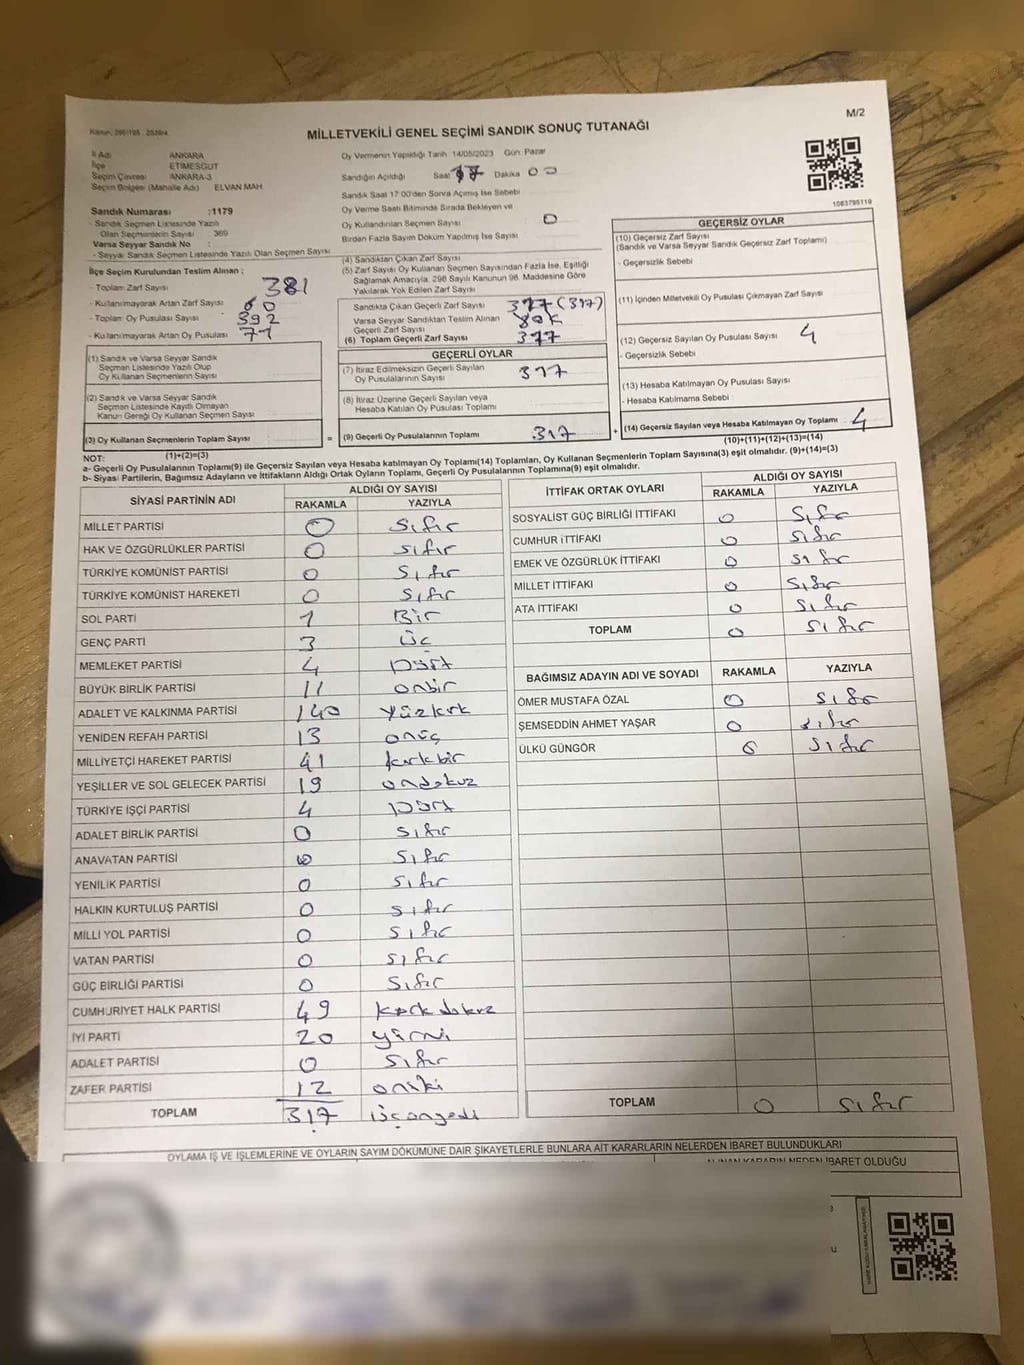 M/2
MİLLETVEKİLİ GENEL SEÇİMİ SANDIK SONUÇ TUTANAĞI
İl Adı ANKARA
İlçe ETİMESGUT
Seçim Çevresi ANKARA-3
Seçim Bölgesi (Mahalle Adı) ELVAN MAH.
Sandık Numarası :1179
- Sandık Seçmen Listesinde Yazılı
Olan Seçmenlerin Sayısı : 369
Varsa Seyyar Sandık No :
- Seyyar Sandık Seçmen Listesinde Yazılı Olan Seçmen Sayısı
İlçe Seçim Kurulundan Teslim Alınan ;
- Toplam Zarf Sayısı : 381
- Kullanılmayarak Artan Zarf Sayısı : 60
- Toplam Oy Pusulası Sayısı : 392
- Kullanılmayarak Artan Oy Pusulası : 71
Oy Vermenin Yapıldığı Tarih: 14/05/2023 Gün: Pazar
Sandığın Açıldığı Saat 17 Dakika 00
Sandık Saat 17:00'den Sonra Açılmış İse Sebebi
Oy Verme Saati Bitiminde Sırada Bekleyen ve
Oy Kullandırılan Seçmen Sayısı 0
Birden Fazla Sayım Döküm Yapılmış İse Sayısı
(4) Sandıktan Çıkan Zarf Sayısı
(5) Zarf Sayısı Oy Kullanan Seçmen Sayısından Fazla İse, Eşitliği
Sağlamak Amacıyla; 298 Sayılı Kanunun 98. Maddesine Göre
Yakılarak Yok Edilen Zarf Sayısı
Sandıkta Çıkan Geçerli Zarf Sayısı 317 (317)
Varsa Seyyar Sandıktan Teslim Alınan
Geçerli Zarf Sayısı yok
(6) Toplam Geçerli Zarf Sayısı 317
GEÇERSİZ OYLAR
(10) Geçersiz Zarf Sayısı
(Sandık ve Varsa Seyyar Sandık Geçersiz Zarf Toplamı)
- Geçersizlik Sebebi
(11) İçinden Milletvekili Oy Pusulası Çıkmayan Zarf Sayısı
(12) Geçersiz Sayılan Oy Pusulası Sayısı 4
- Geçersizlik Sebebi
(13) Hesaba Katılmayan Oy Pusulası Sayısı
- Hesaba Katılmama Sebebi
(14) Geçersiz Sayılan veya Hesaba Katılmayan Oy Toplamı 4
(10)+(11)+(12)+(13)=(14)
(1) Sandık ve Varsa Seyyar Sandık
Seçmen Listesinde Yazılı Olup
Oy Kullanan Seçmenlerin Sayısı
(2) Sandık ve Varsa Seyyar Sandık
Seçmen Listesinde Kayıtlı Olmayan
Kanun Gereği Oy Kullanan Seçmen Sayısı
(3) Oy Kullanan Seçmenlerin Toplam Sayısı =
(1)+(2)=(3)
GEÇERLİ OYLAR
(7) İtiraz Edilmeksizin Geçerli Sayılan
Oy Pusulalarının Sayısı 317
(8) İtiraz Üzerine Geçerli Sayılan veya
Hesaba Katılan Oy Pusulası Toplamı
(9) Geçerli Oy Pusulalarının Toplamı 317 +
NOT:
a- Geçerli Oy Pusulalarının Toplamı(9) ile Geçersiz Sayılan veya Hesaba katılmayan Oy Toplamı(14) Toplamları, Oy Kullanan Seçmenlerin Toplam Sayısına(3) eşit olmalıdır. (9)+(14)=(3)
b- Siyasi Partilerin, Bağımsız Adayların ve İttifakların Aldığı Ortak Oyların Toplamı, Geçerli Oy Pusulalarının Toplamına(9) eşit olmalıdır.
SİYASİ PARTİNİN ADI ALDIĞI OY SAYISI
RAKAMLA YAZIYLA
MİLLET PARTİSİ 0 Sıfır
HAK VE ÖZGÜRLÜKLER PARTİSİ 0 Sıfır
TÜRKİYE KOMÜNİST PARTİSİ 0 Sıfır
TÜRKİYE KOMÜNİST HAREKETİ 0 Sıfır
SOL PARTİ 1 Bir
GENÇ PARTİ 3 üç
MEMLEKET PARTİSİ 4 Dört
BÜYÜK BİRLİK PARTİSİ 11 onbir
ADALET VE KALKINMA PARTİSİ 140 yüzkırk
YENİDEN REFAH PARTİSİ 13 onüç
MİLLİYETÇİ HAREKET PARTİSİ 41 kırkbir
YEŞİLLER VE SOL GELECEK PARTİSİ 19 ondokuz
TÜRKİYE İŞÇİ PARTİSİ 4 Dört
ADALET BİRLİK PARTİSİ 0 Sıfır
ANAVATAN PARTİSİ 0 Sıfır
YENİLİK PARTİSİ 0 Sıfır
HALKIN KURTULUŞ PARTİSİ 0 Sıfır
MİLLİ YOL PARTİSİ 0 Sıfır
VATAN PARTİSİ 0 Sıfır
GÜÇ BİRLİĞİ PARTİSİ 0 Sıfır
CUMHURİYET HALK PARTİSİ 49 kırkdokuz
İYİ PARTİ 20 yirmi
ADALET PARTİSİ 0 Sıfır
ZAFER PARTİSİ 12 oniki
TOPLAM 317 üçonyedi
İTTİFAK ORTAK OYLARI ALDIĞI OY SAYISI
RAKAMLA YAZIYLA
SOSYALİST GÜÇ BİRLİĞİ İTTİFAKI 0 Sıfır
CUMHUR İTTİFAKI 0 Sıfır
EMEK VE ÖZGÜRLÜK İTTİFAKI 0 Sıfır
MİLLET İTTİFAKI 0 Sıfır
ATA İTTİFAKI 0 Sıfır
TOPLAM 0 Sıfır
BAĞIMSIZ ADAYIN ADI VE SOYADI RAKAMLA YAZIYLA
ÖMER MUSTAFA ÖZAL 0 Sıfır
ŞEMSEDDİN AHMET YAŞAR 0 Sıfır
ÜLKÜ GÜNGÖR 0 Sıfır
TOPLAM 0 Sıfır
OYLAMA İŞ VE İŞLEMLERİNE VE OYLARIN SAYIM DÖKÜMÜNE DAİR ŞİKAYETLERLE BUNLARA AİT KARARLARIN NELERDEN İBARET BULUNDUKLARI
ALINAN KARARIN NEDEN İBARET OLDUĞU